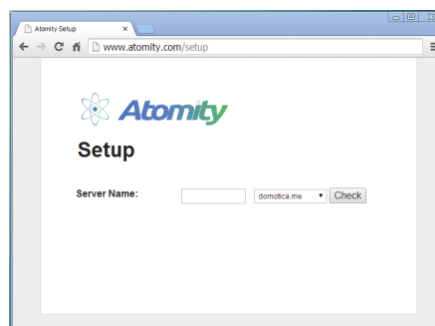 Atomity Setup
www.atomity.com/setup
Atomity
Setup
Server Name:
domotica.me
Check